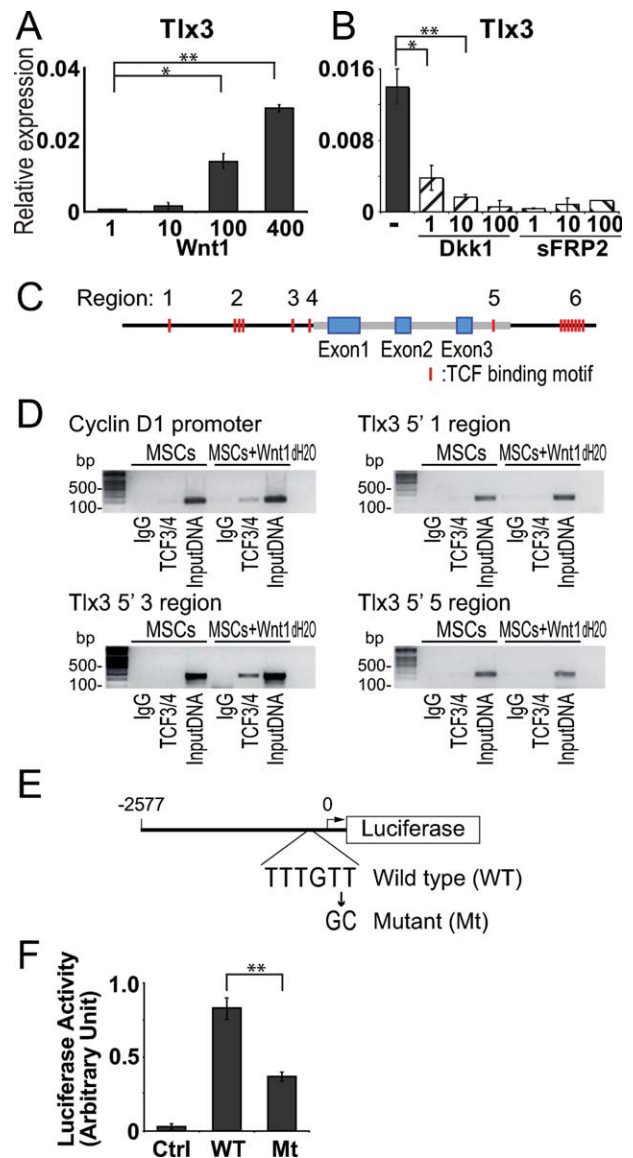 A
Tlx3
Relative expression
0.04
0.02
0
**
*
1 10 100 400
Wnt1
B
Tlx3
0.016
0.008
0
**
*
- 1 10 100 1 10 100
Dkk1 sFRP2
C
Region: 1 2 3 4 5 6
Exon1 Exon2 Exon3
:TCF binding motif
D
Cyclin D1 promoter
MSCs MSCs+Wnt1 dH2O
bp
500-
100-
IgG TCF3/4 InputDNA IgG TCF3/4 InputDNA
Tlx3 5' 1 region
MSCs MSCs+Wnt1 dH2O
bp
500-
100-
IgG TCF3/4 InputDNA IgG TCF3/4 InputDNA
Tlx3 5' 3 region
MSCs MSCs+Wnt1 dH2O
bp
500-
100-
IgG TCF3/4 InputDNA IgG TCF3/4 InputDNA
Tlx3 5' 5 region
MSCs MSCs+Wnt1 dH2O
bp
500-
100-
IgG TCF3/4 InputDNA IgG TCF3/4 InputDNA
E
-2577 0
Luciferase
TTTGTT Wild type (WT)
GC Mutant (Mt)
F
Luciferase Activity
(Arbitrary Unit)
1.0
0.5
0
**
Ctrl WT Mt